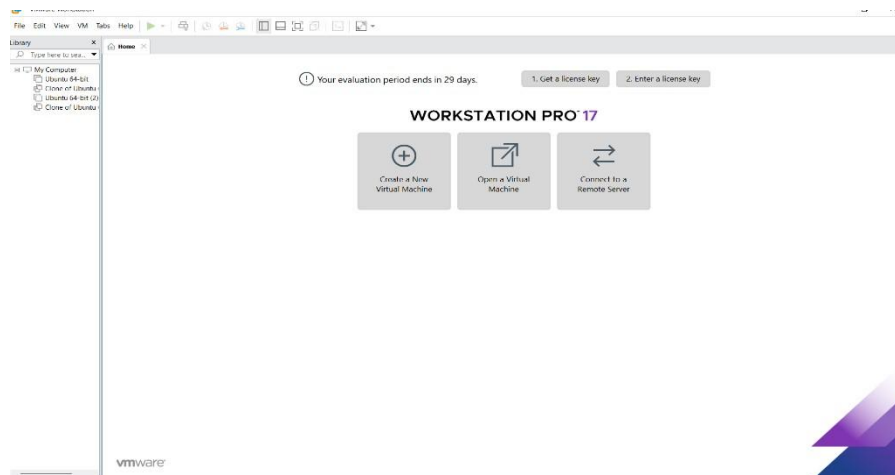 File Edit View VM Tabs Help
Library
Home
Type here to sea...
My Computer
Ubuntu 64-bit
Clone of Ubuntu
Ubuntu 64-bit (2)
Clone of Ubuntu
Your evaluation period ends in 29 days.
1. Get a license key
2. Enter a license key
WORKSTATION PRO™ 17
Create a New
Virtual Machine
Open a Virtual
Machine
Connect to a
Remote Server
vmware